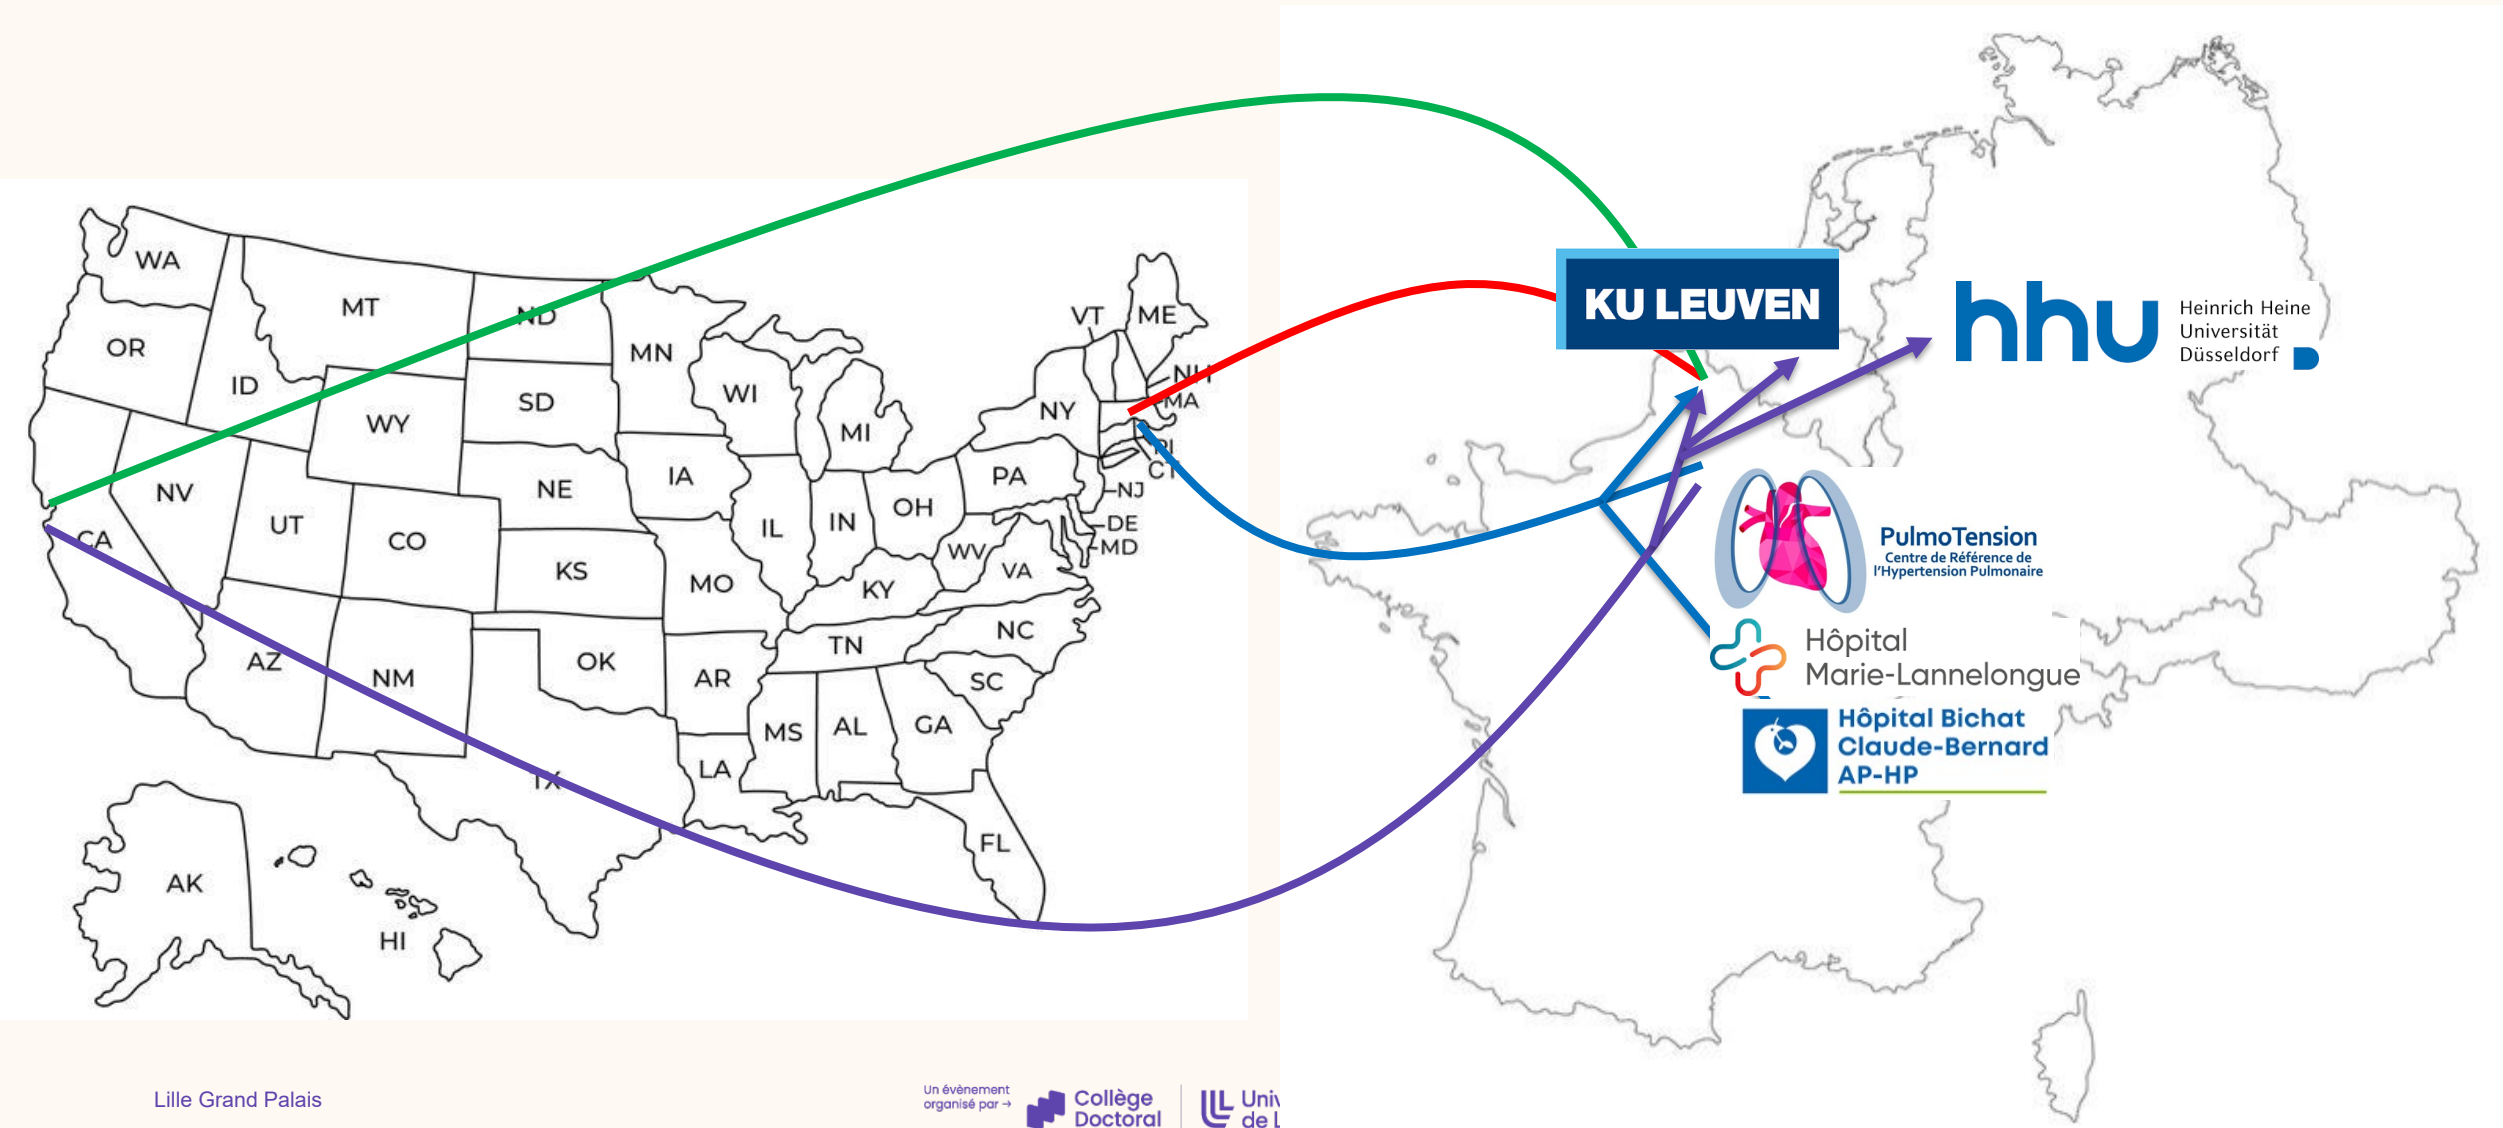 WA
MT
ND
OR
ID
MN
WY
SD
WI
MI
VT
ME
NH
MA
NY
RI
CT
NV
UT
CA
CO
NE
IA
IL
IN
OH
PA
NJ
DE
MD
WV
VA
KS
MO
KY
AZ
NM
OK
AR
TN
NC
SC
MS
AL
GA
LA
TX
FL
AK
HI
KU LEUVEN
hhu
Heinrich Heine
Universität
Düsseldorf
PulmoTension
Centre de Référence de
l'Hypertension Pulmonaire
Hôpital
Marie-Lannelongue
Hôpital Bichat
Claude-Bernard
AP-HP
Lille Grand Palais
Un évènement
organisé par →
Collège
Doctoral
Univ
de L